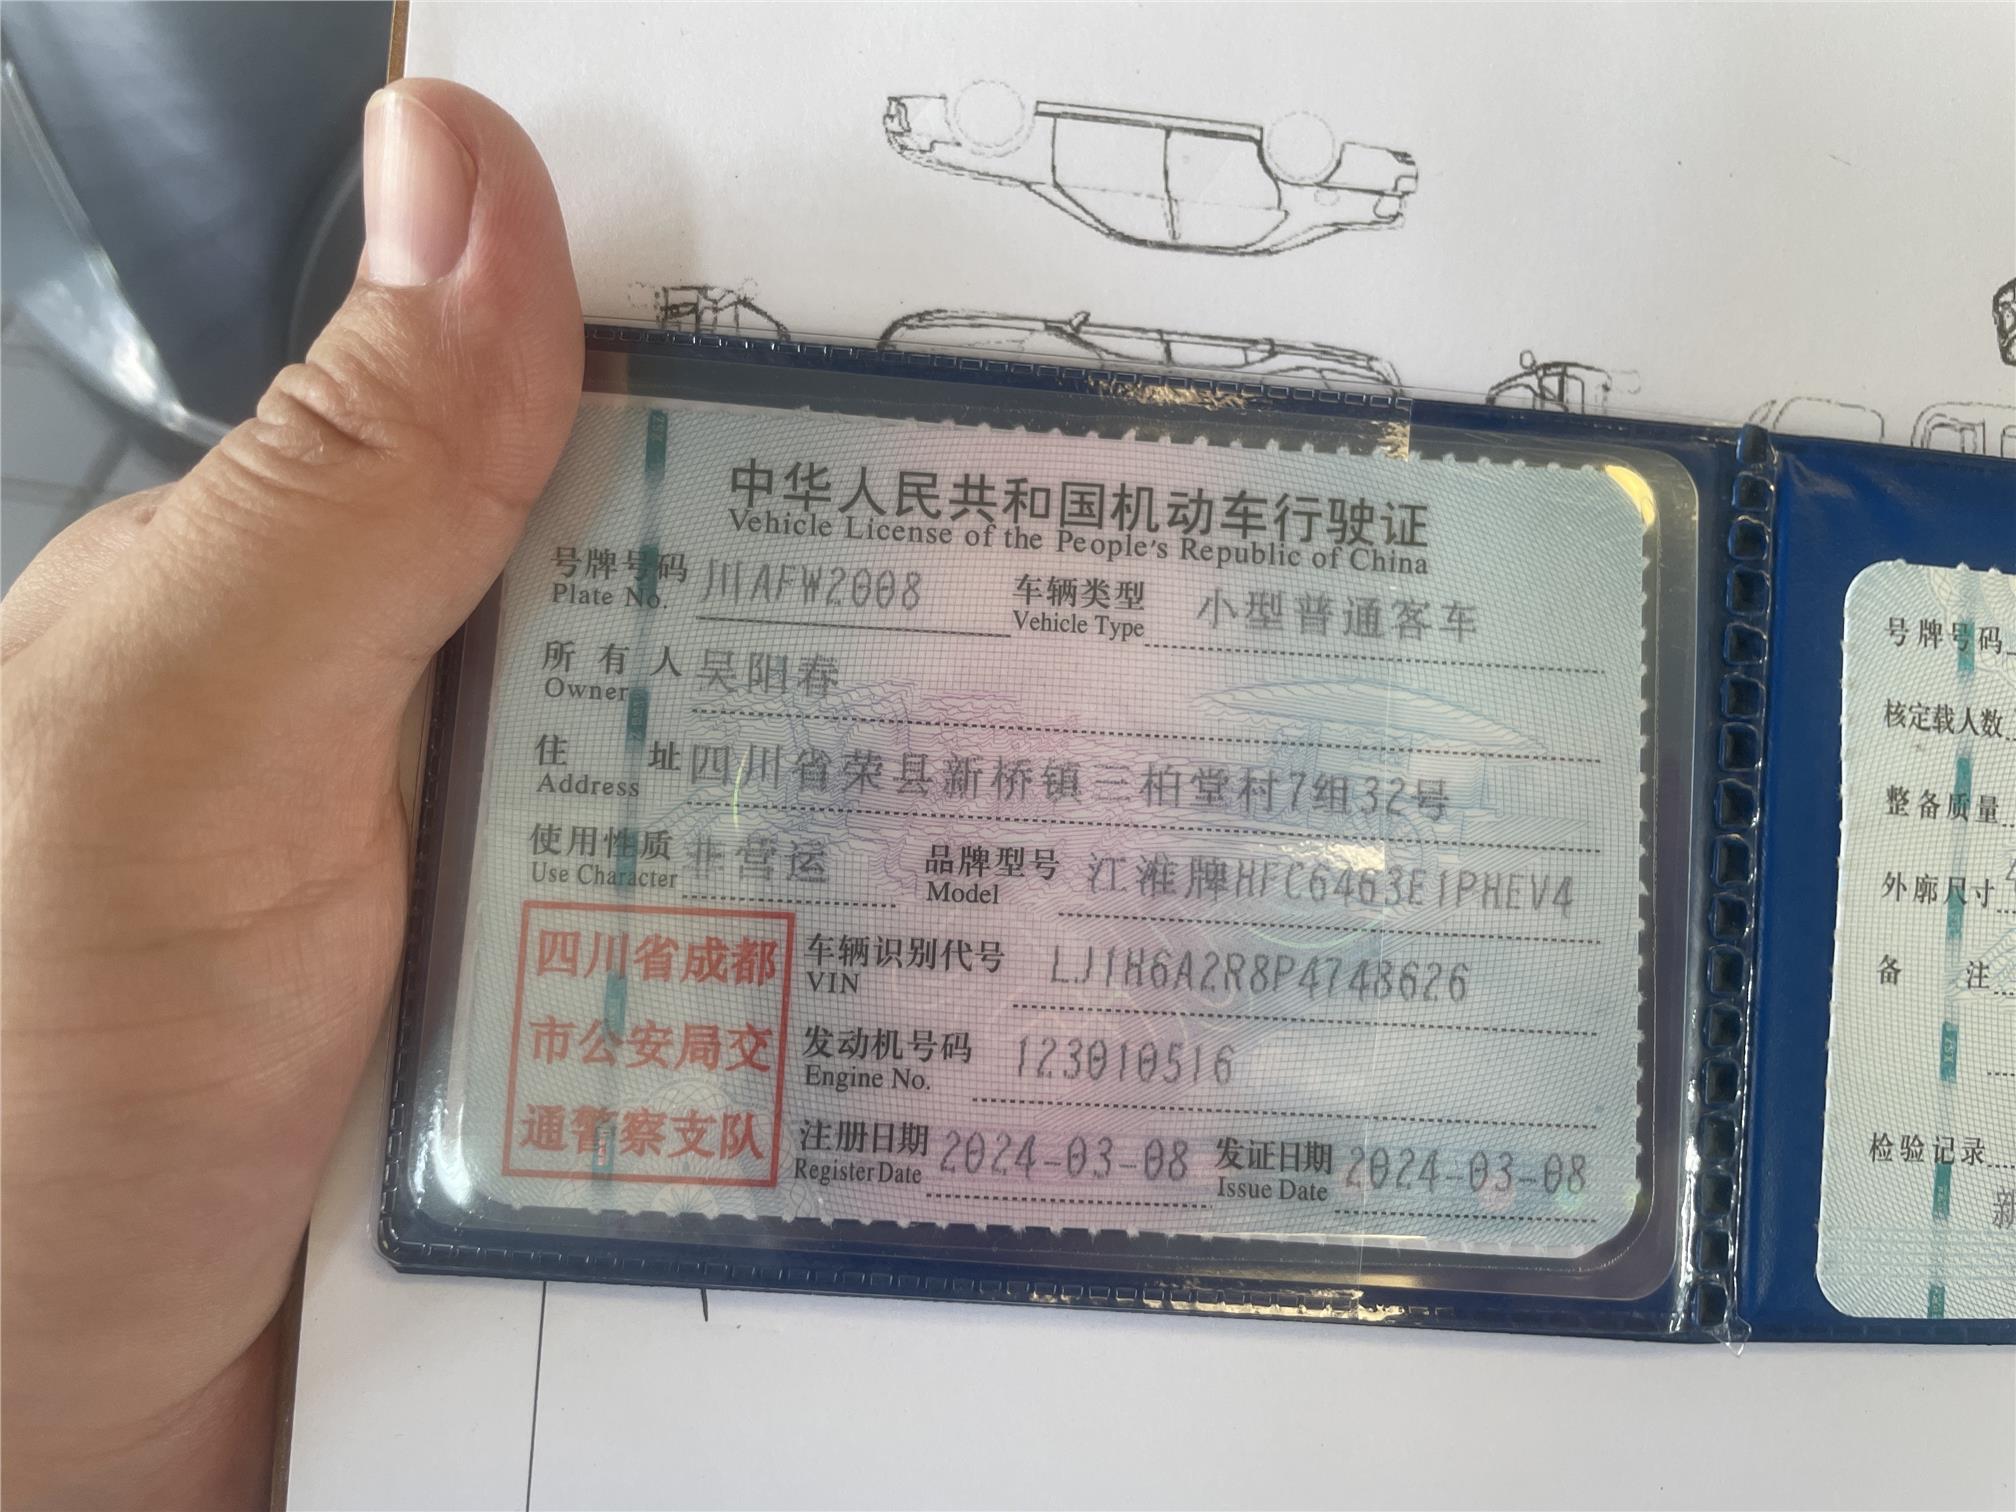 中华人民共和国机动车行驶证
Vehicle License of the People's Republic of China
号牌号码 川AFW2008 车辆类型 小型普通客车
Plate No. Vehicle Type
所有人 吴阳春
Owner
住址 四川省荣县新桥镇三柏堂村7组32号
Address
使用性质 非营运 品牌型号 江淮牌HFC6463E1PHEV4
Use Character Model
四川省成都
市公安局交
通警察支队
车辆识别代号 LJ1H6A2R8P4748626
VIN
发动机号码 123010516
Engine No.
注册日期 2024-03-08 发证日期 2024-03-08
Register Date Issue Date
号牌号码
核定载人数
整备质量
外廓尺寸
备注
检验记录